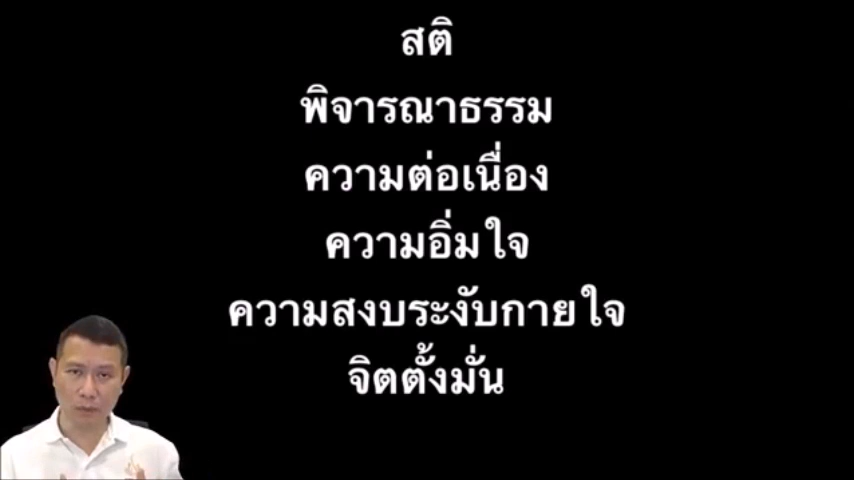 สติ
พิจารณาธรรม
ความต่อเนื่อง
ความอิ่มใจ
ความสงบระงับกายใจ
จิตตั้งมั่น